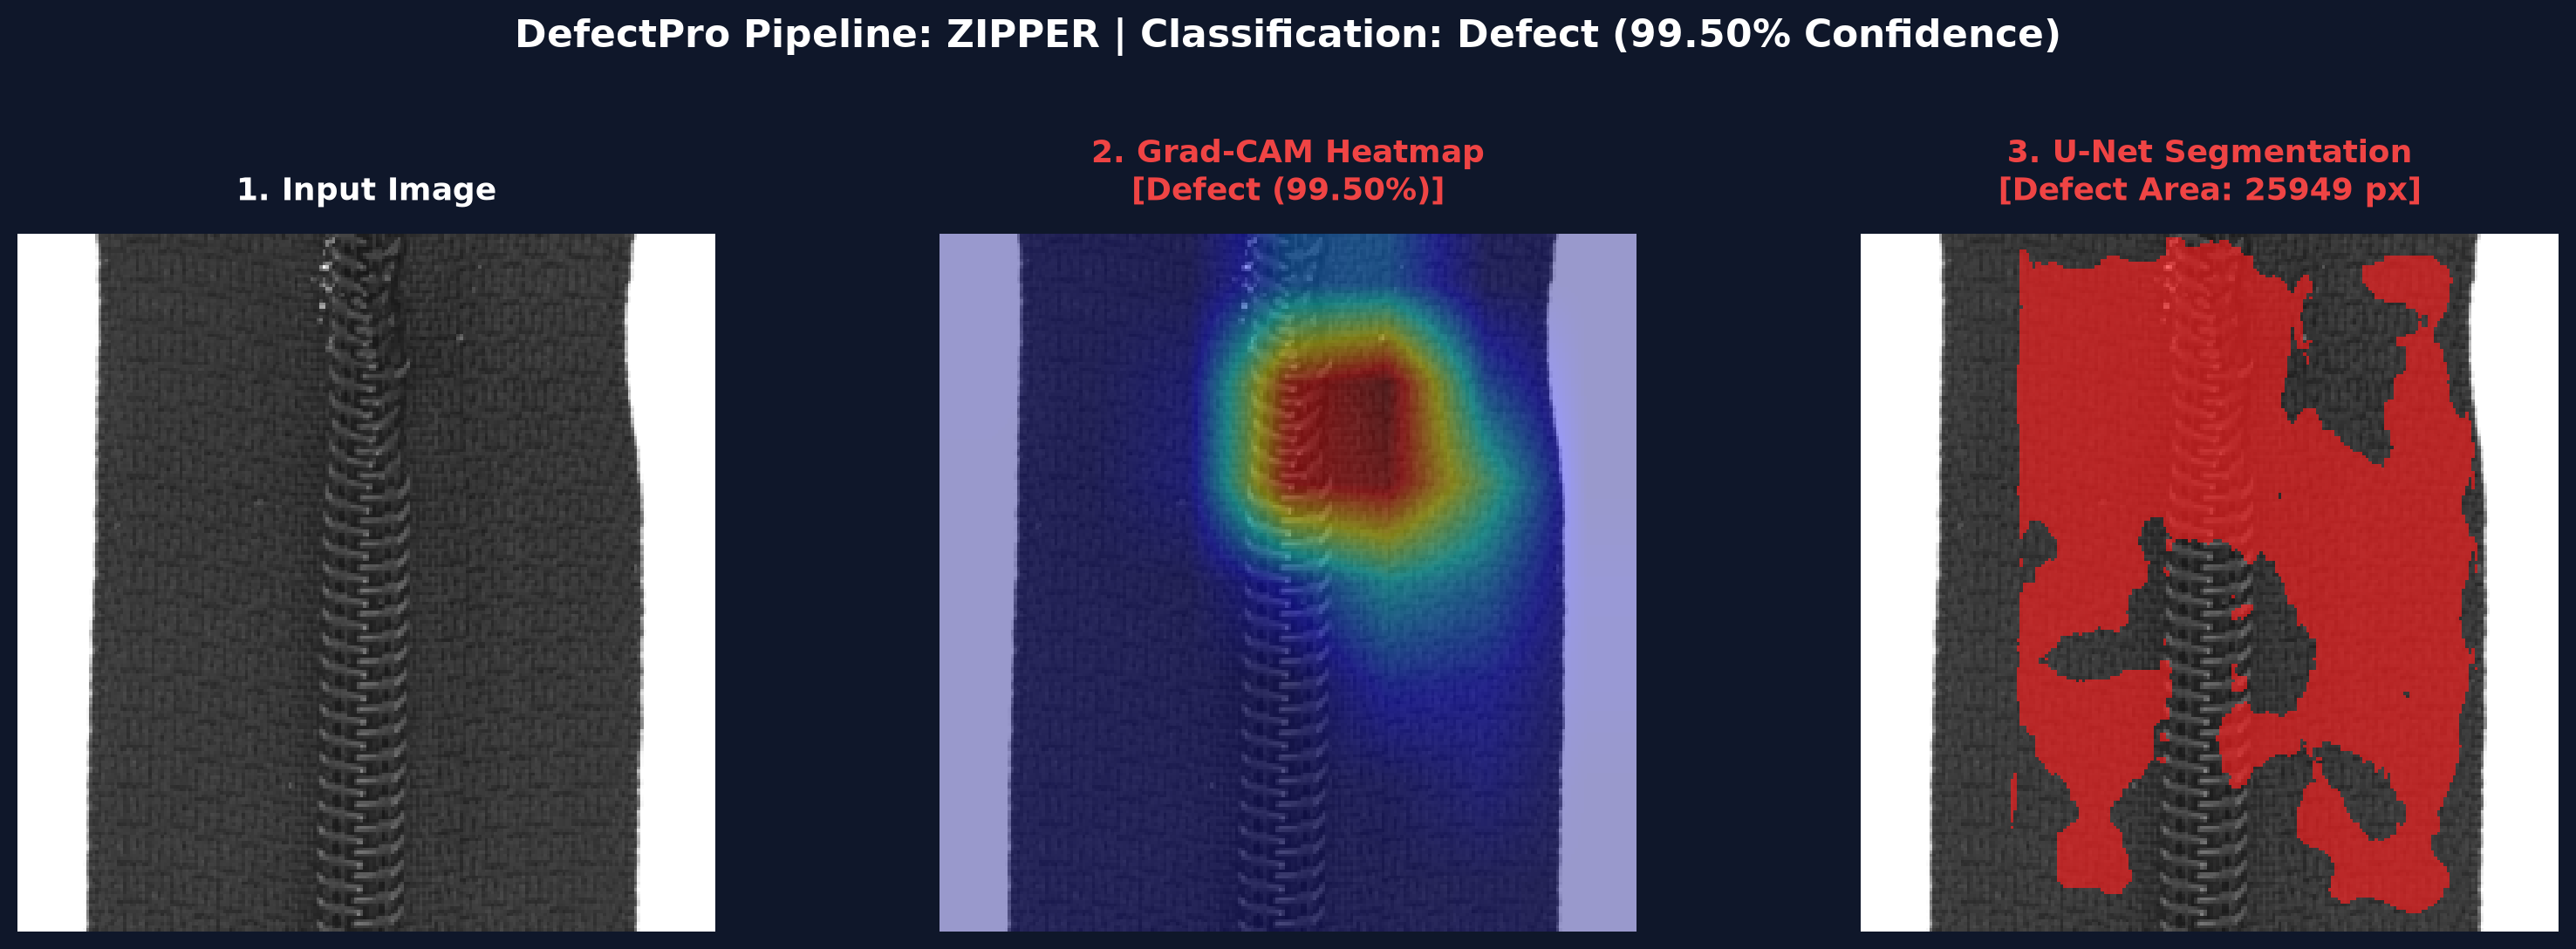 DefectPro Pipeline: ZIPPER | Classification: Defect (99.50% Confidence)
1. Input Image
2. Grad-CAM Heatmap
[Defect (99.50%)]
3. U-Net Segmentation
[Defect Area: 25949 px]